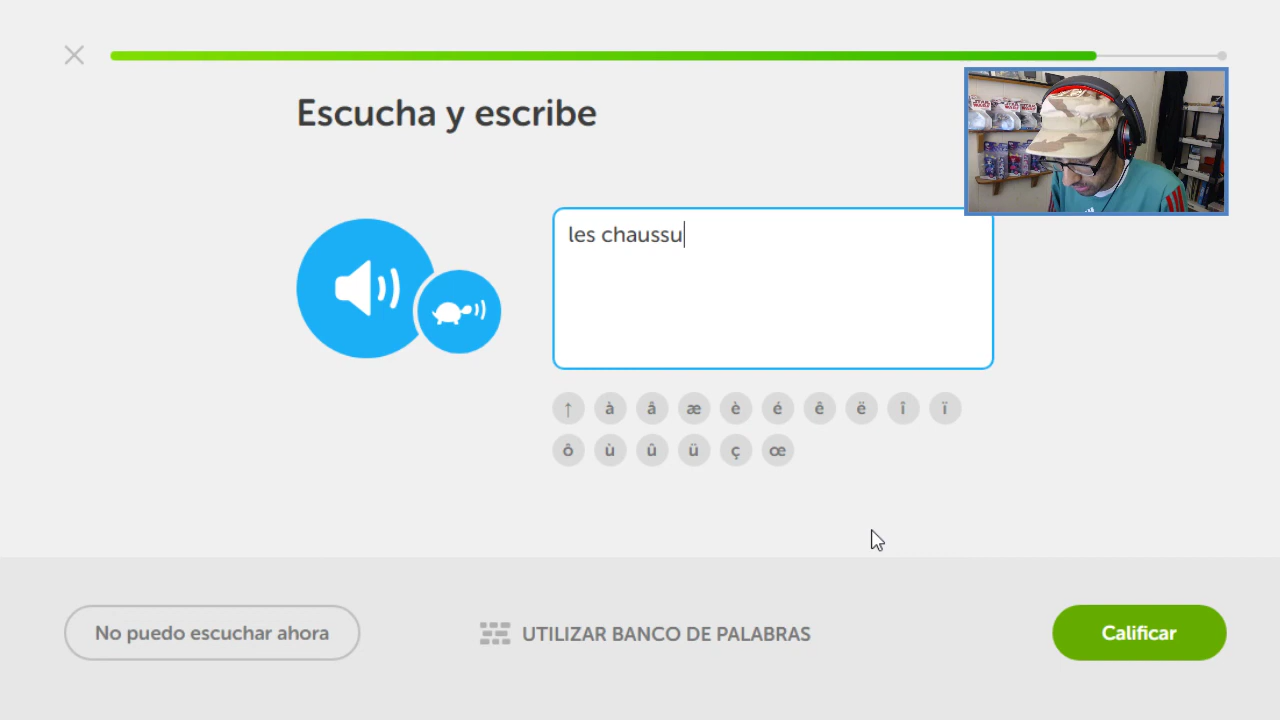 Escucha y escribe
les chaussu
↑ à â æ è é ê ë î ï
ô ù û ü ç œ
No puedo escuchar ahora
UTILIZAR BANCO DE PALABRAS
Calificar